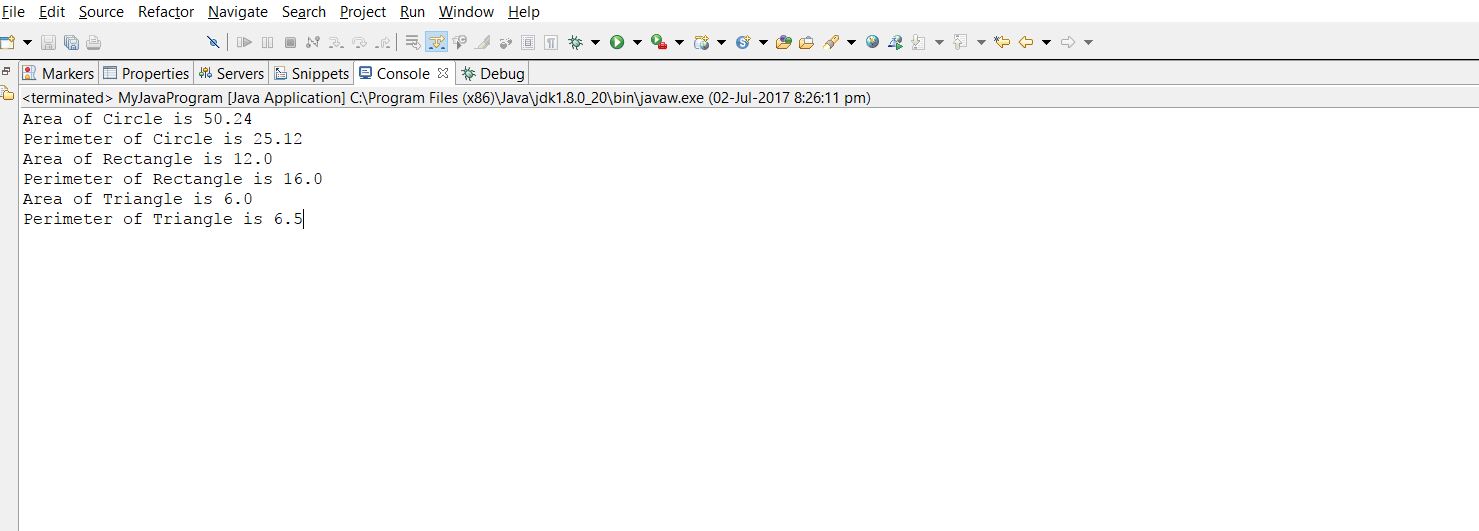 File Edit Source Refactor Navigate Search Project Run Window Help
Markers Properties Servers Snippets Console Debug
<terminated> MyJavaProgram [Java Application] C:\Program Files (x86)\Java\jdk1.8.0_20\bin\javaw.exe (02-Jul-2017 8:26:11 pm)
Area of Circle is 50.24
Perimeter of Circle is 25.12
Area of Rectangle is 12.0
Perimeter of Rectangle is 16.0
Area of Triangle is 6.0
Perimeter of Triangle is 6.5